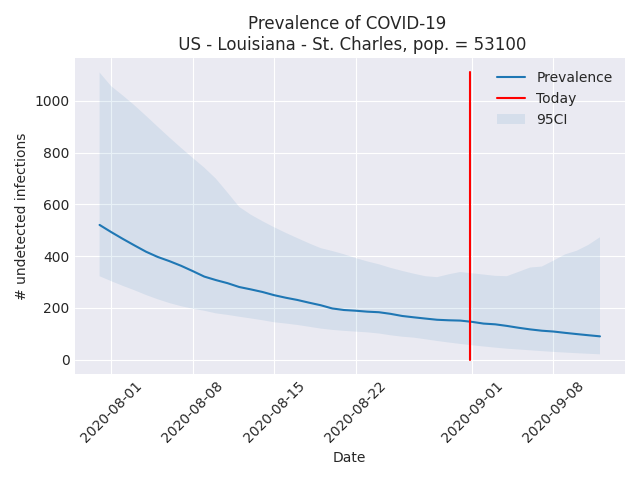 Prevalence of COVID-19
US - Louisiana - St. Charles, pop. = 53100
Prevalence
Today
95CI
# undetected infections
1000
800
600
400
200
0
2020-08-01
2020-08-08
2020-08-15
2020-08-22
2020-09-01
2020-09-08
Date